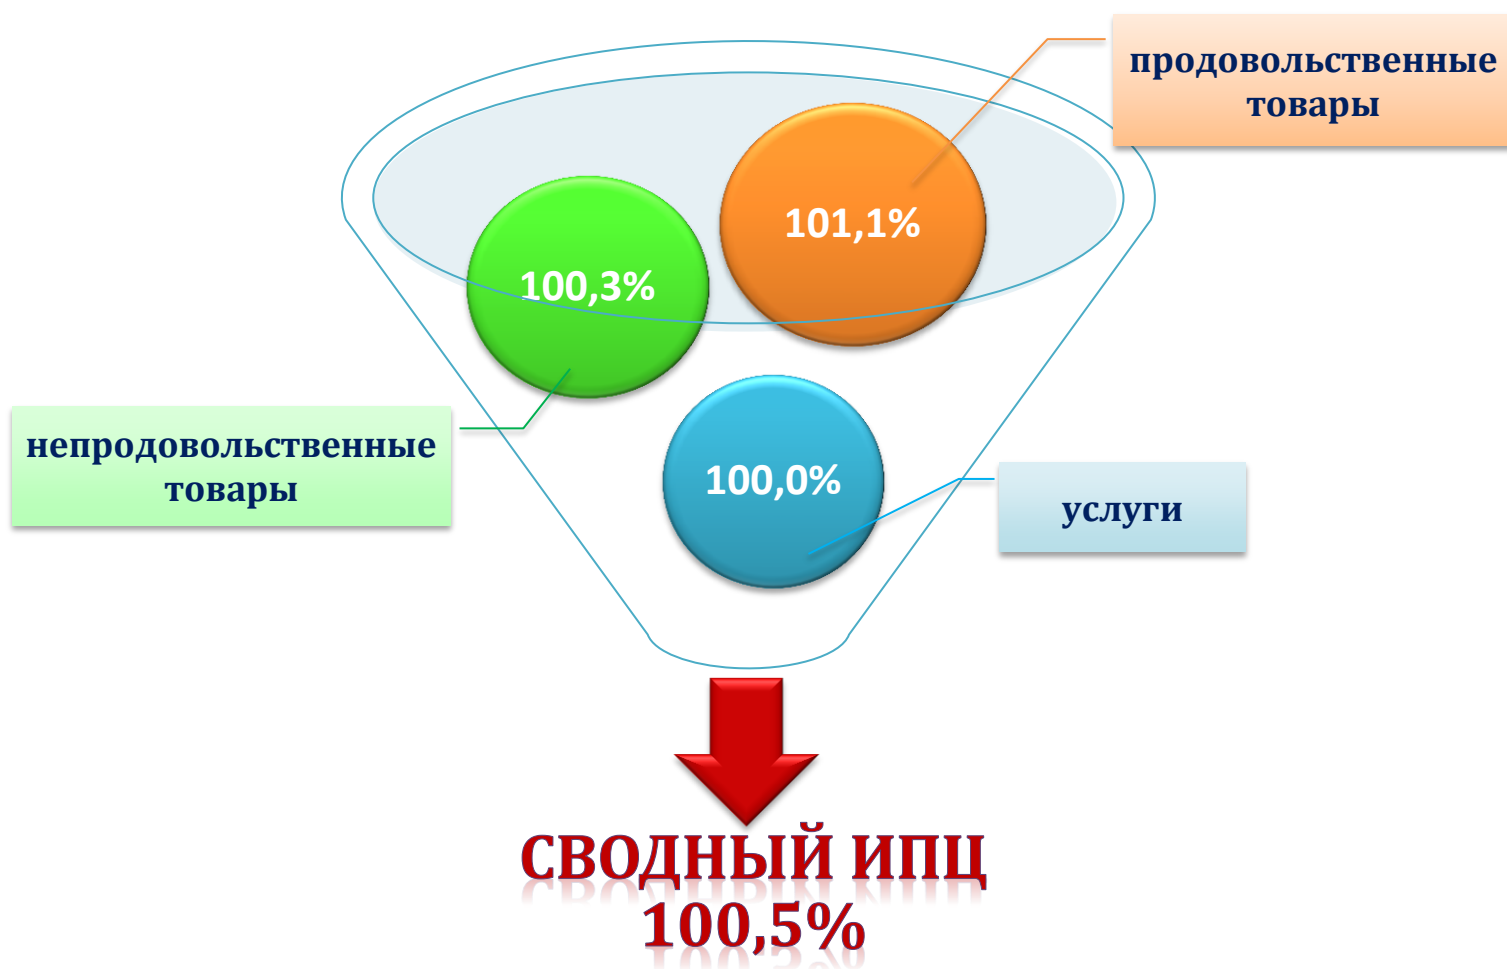 продовольственные
товары
101,1%
100,3%
непродовольственные
товары
100,0%
услуги
СВОДНЫЙ ИПЦ
100,5%